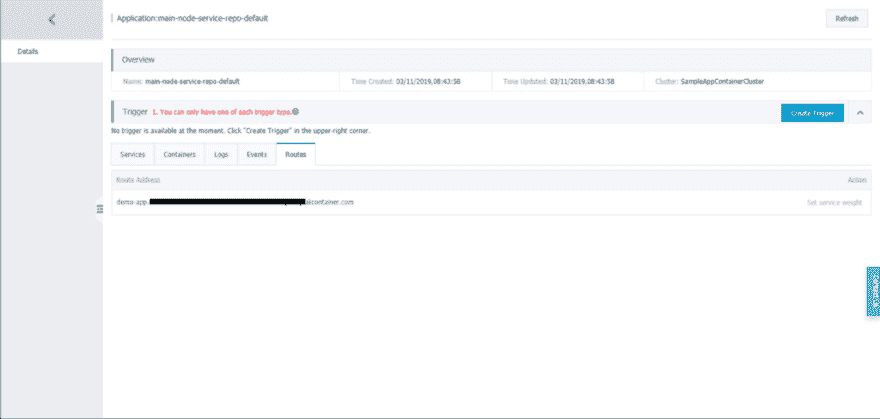 Application:main-node-service-repo-default
Refresh
Details
Overview
Name: main-node-service-repo-default
Time Created: 03/11/2019,08:43:58
Time Updated: 03/11/2019,08:43:58
Cluster: SampleAppContainerCluster
Trigger 1. You can only have one of each trigger type.
Create Trigger
No trigger is available at the moment. Click "Create Trigger" in the upper-right corner.
Services
Containers
Logs
Events
Routes
Route Address
Action
demo-app. alicontainer.com
Set service weight